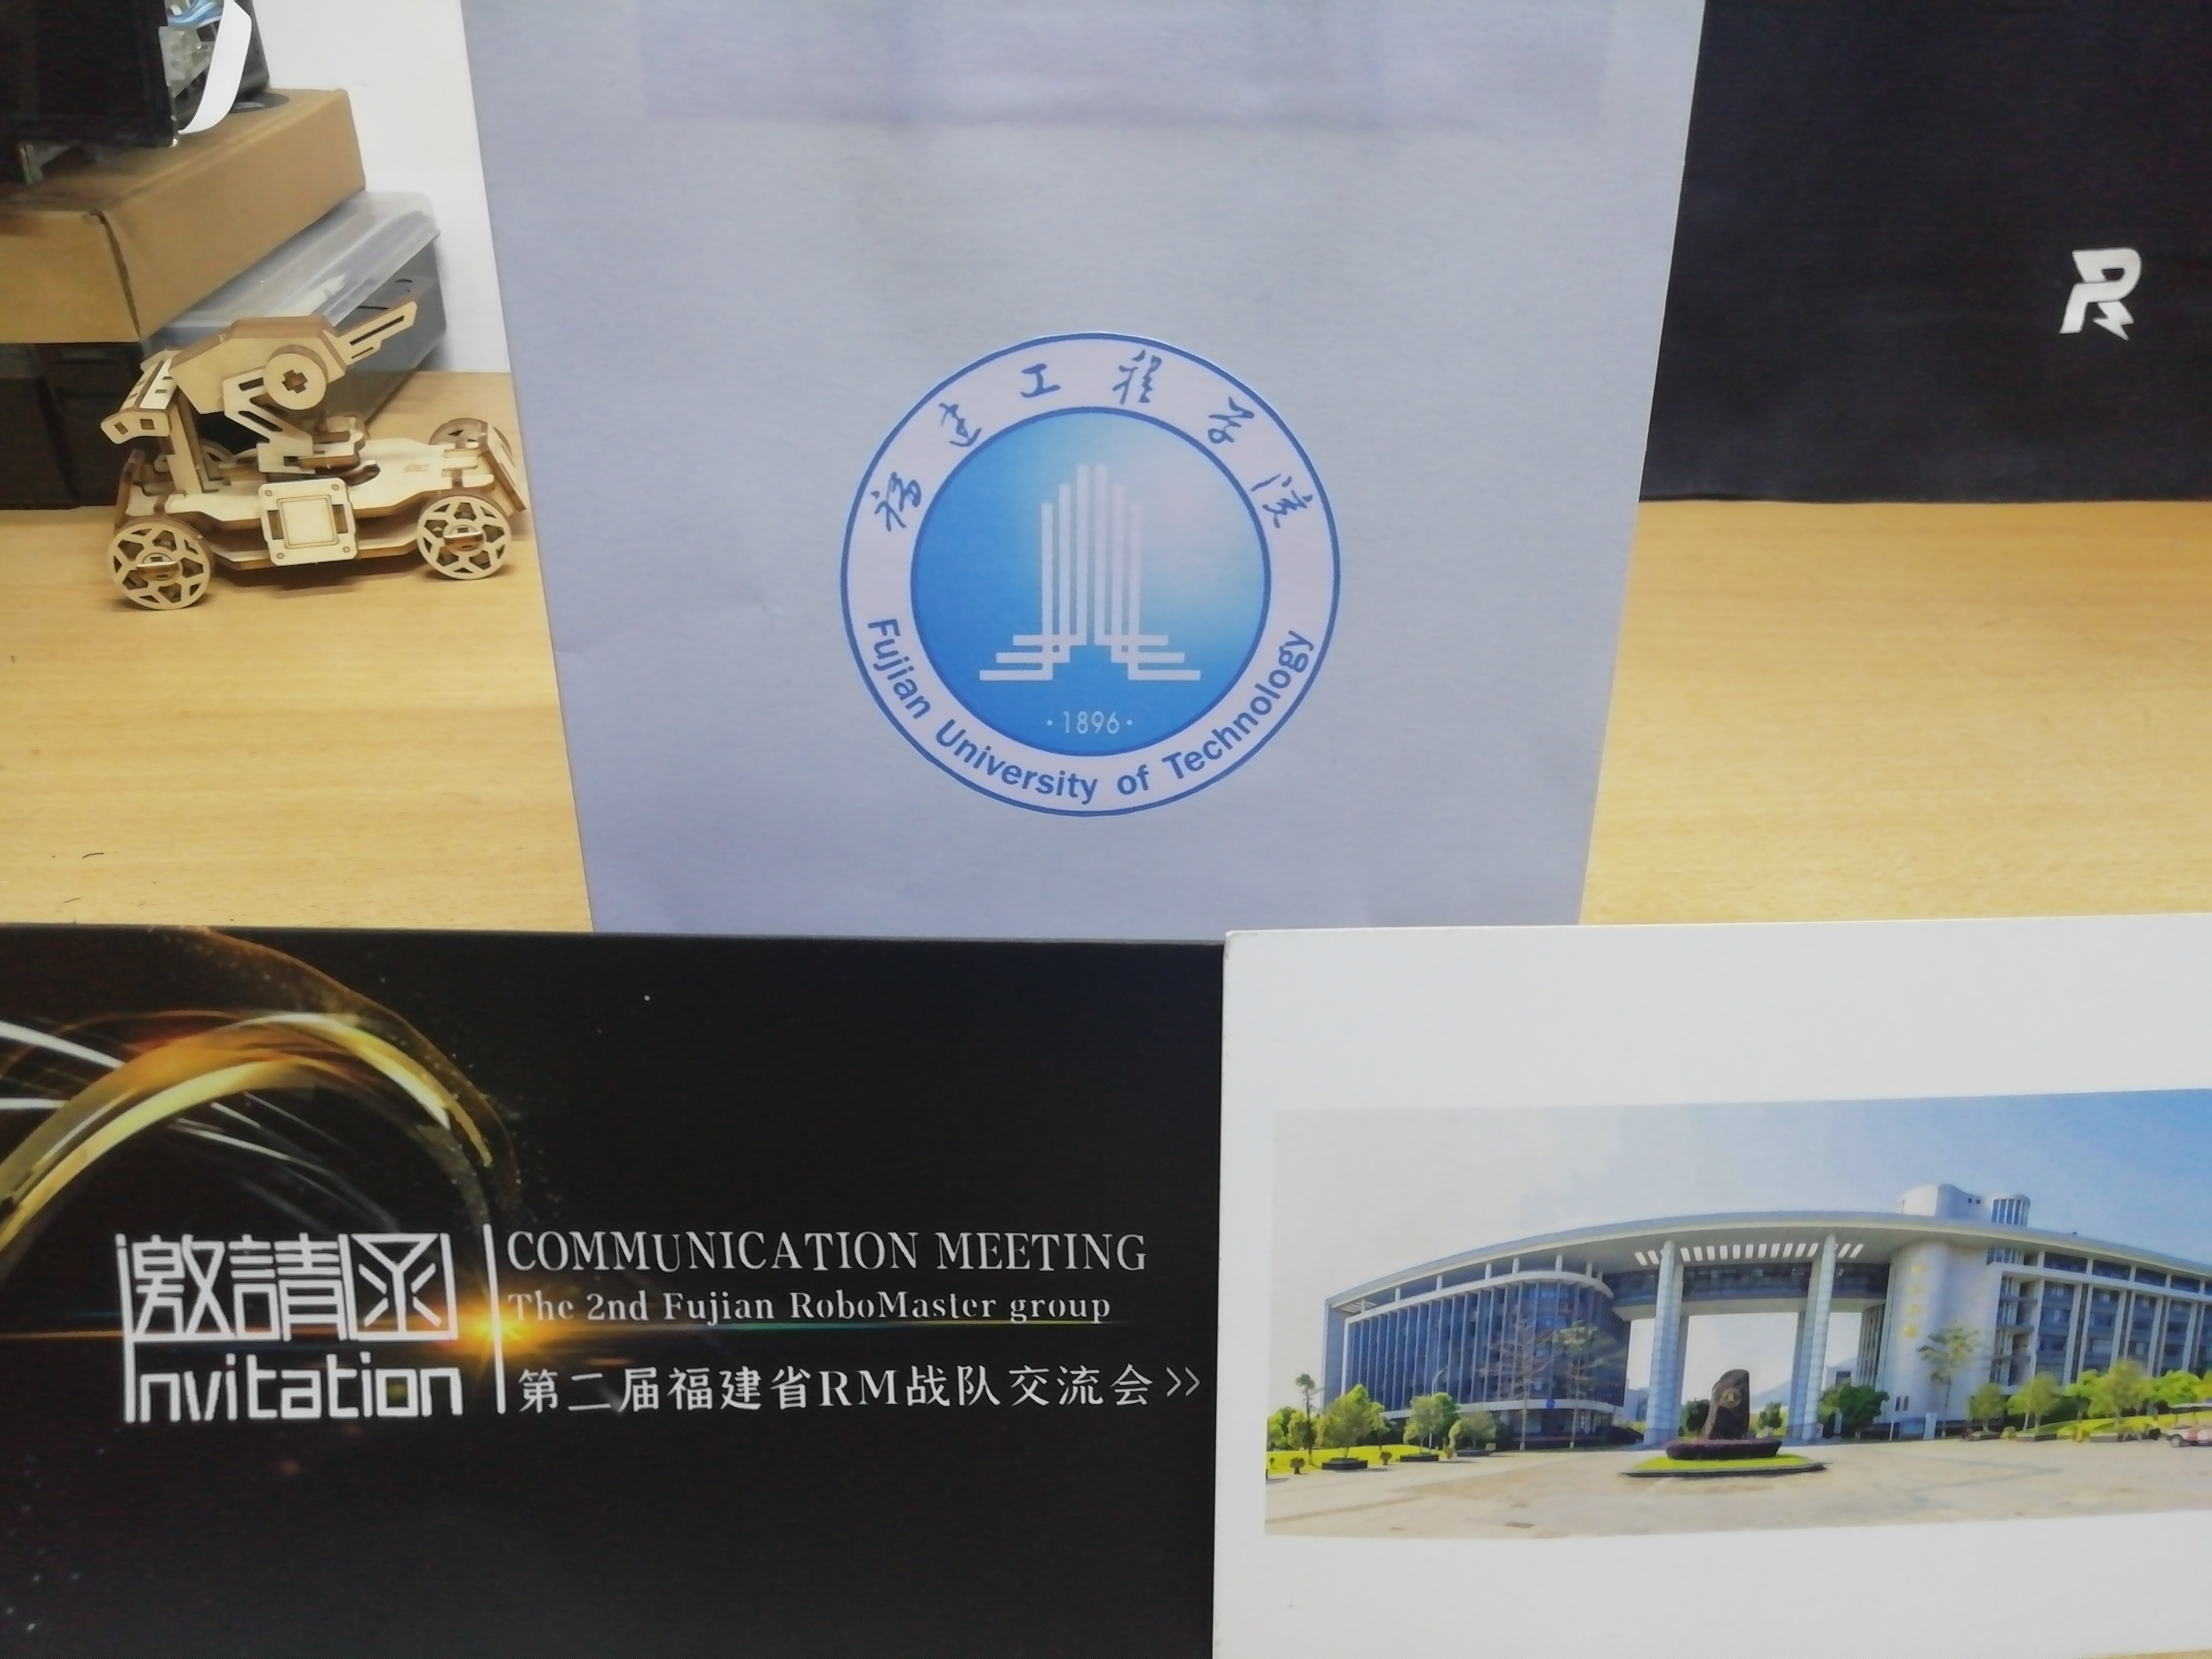 福建工程学院
·1896·
Fujian University of Technology
R
邀請函
Invitation
COMMUNICATION MEETING
The 2nd Fujian RoboMaster group
第二届福建省RM战队交流会>>